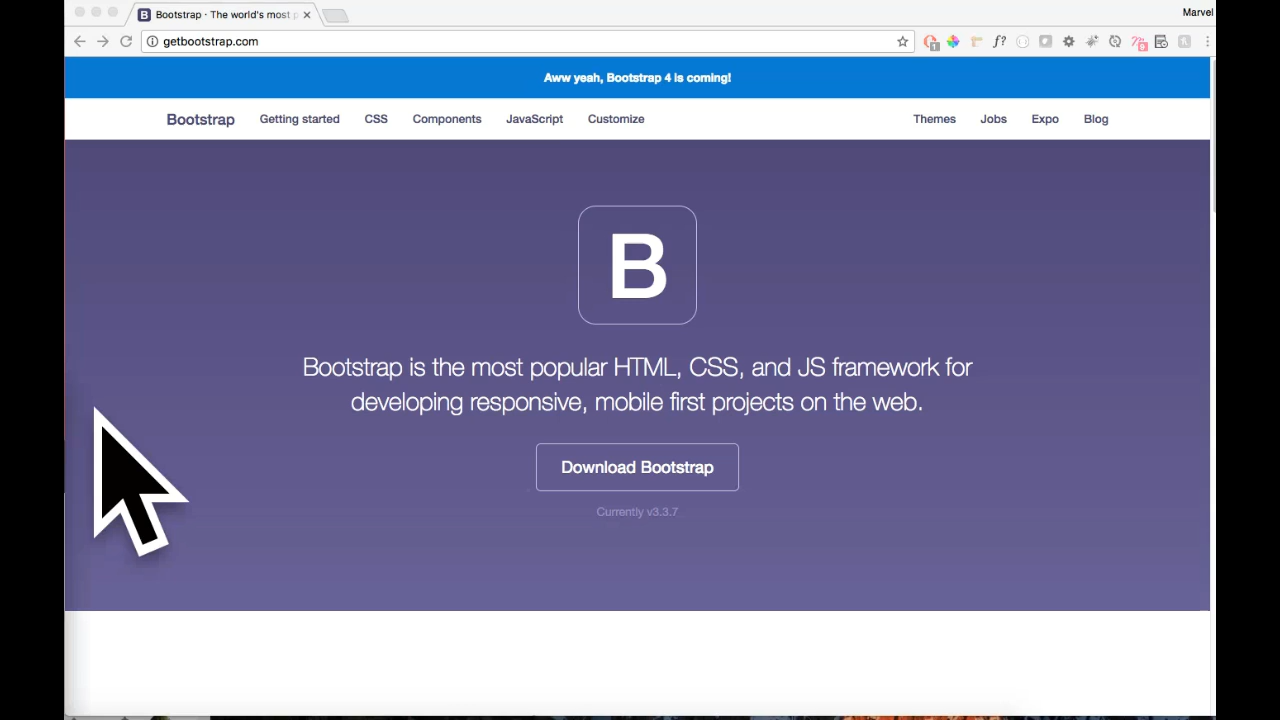 Bootstrap · The world's most p
Marvel
getbootstrap.com
Aww yeah, Bootstrap 4 is coming!
Bootstrap Getting started CSS Components JavaScript Customize Themes Jobs Expo Blog
B
Bootstrap is the most popular HTML, CSS, and JS framework for
developing responsive, mobile first projects on the web.
Download Bootstrap
Currently v3.3.7